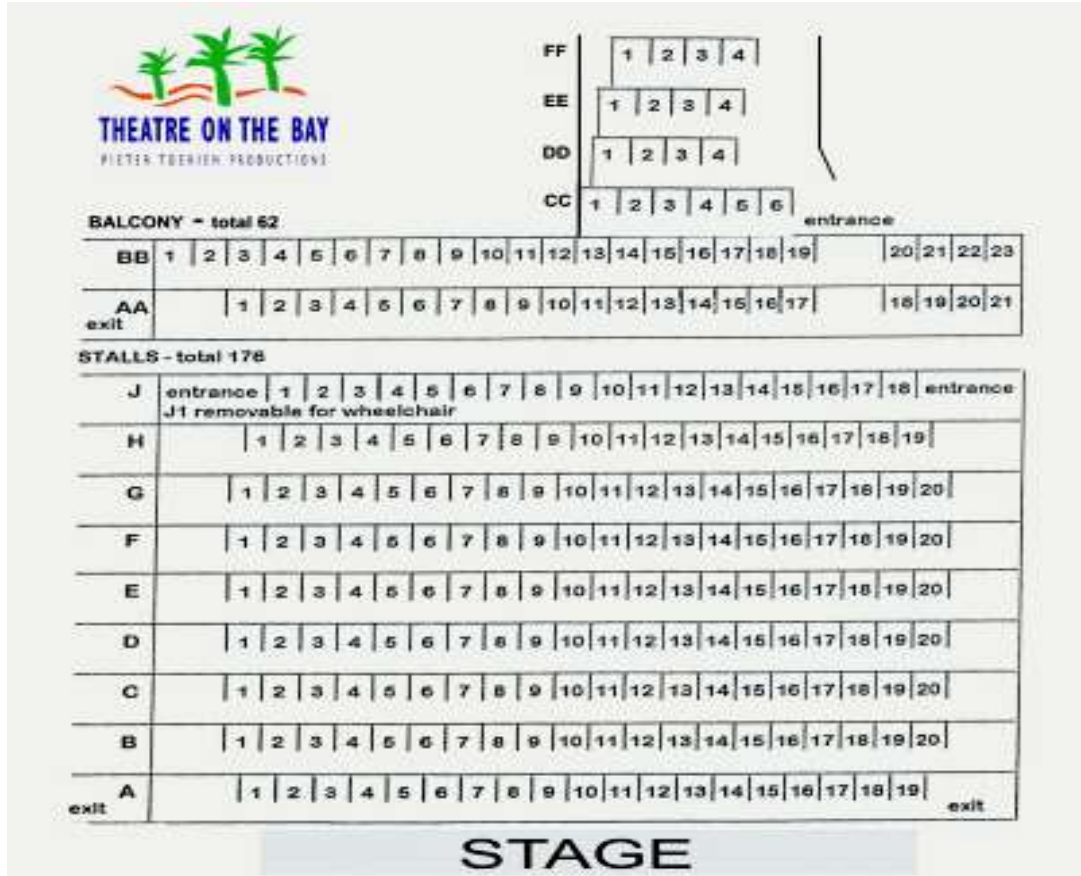 THEATRE ON THE BAY
PIETER TOERIEN PRODUCTIONS
FF 1 2 3 4
EE 1 2 3 4
DD 1 2 3 4
CC 1 2 3 4 5 6
entrance
BALCONY - total 62
BB 1 2 3 4 5 6 7 8 9 10 11 12 13 14 15 16 17 18 19 20 21 22 23
AA 1 2 3 4 5 6 7 8 9 10 11 12 13 14 15 16 17 18 19 20 21
exit
STALLS - total 176
J entrance 1 2 3 4 5 6 7 8 9 10 11 12 13 14 15 16 17 18 entrance
J1 removable for wheelchair
H 1 2 3 4 5 6 7 8 9 10 11 12 13 14 15 16 17 18 19
G 1 2 3 4 5 6 7 8 9 10 11 12 13 14 15 16 17 18 19 20
F 1 2 3 4 5 6 7 8 9 10 11 12 13 14 15 16 17 18 19 20
E 1 2 3 4 5 6 7 8 9 10 11 12 13 14 15 16 17 18 19 20
D 1 2 3 4 5 6 7 8 9 10 11 12 13 14 15 16 17 18 19 20
C 1 2 3 4 5 6 7 8 9 10 11 12 13 14 15 16 17 18 19 20
B 1 2 3 4 5 6 7 8 9 10 11 12 13 14 15 16 17 18 19 20
A 1 2 3 4 5 6 7 8 9 10 11 12 13 14 15 16 17 18 19
exit exit
STAGE